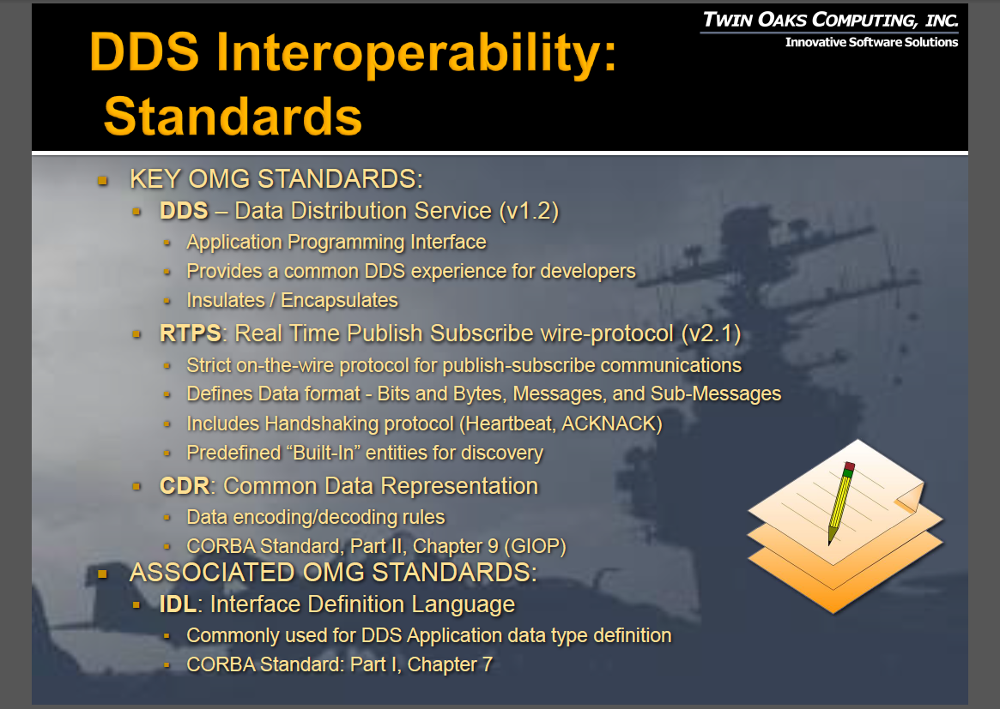 TWIN OAKS COMPUTING, INC.
Innovative Software Solutions
DDS Interoperability:
Standards
KEY OMG STANDARDS:
DDS – Data Distribution Service (v1.2)
Application Programming Interface
Provides a common DDS experience for developers
Insulates / Encapsulates
RTPS: Real Time Publish Subscribe wire-protocol (v2.1)
Strict on-the-wire protocol for publish-subscribe communications
Defines Data format - Bits and Bytes, Messages, and Sub-Messages
Includes Handshaking protocol (Heartbeat, ACKNACK)
Predefined “Built-In” entities for discovery
CDR: Common Data Representation
Data encoding/decoding rules
CORBA Standard, Part II, Chapter 9 (GIOP)
ASSOCIATED OMG STANDARDS:
IDL: Interface Definition Language
Commonly used for DDS Application data type definition
CORBA Standard: Part I, Chapter 7